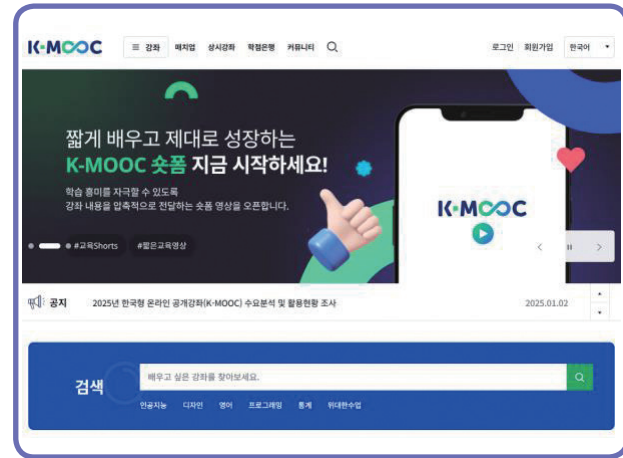 K-MOOC
강좌 매치업 상시강좌 학점은행 커뮤니티
로그인 회원가입 한국어
짧게 배우고 제대로 성장하는
K-MOOC 숏폼 지금 시작하세요!
학습 흥미를 자극할 수 있도록
강좌 내용을 압축적으로 전달하는 숏폼 영상을 오픈합니다.
K-MOOC
#교육Shorts #짧은교육영상
공지 2025년 한국형 온라인 공개강좌(K-MOOC) 수요분석 및 활용현황 조사 2025.01.02
검색 배우고 싶은 강좌를 찾아보세요.
인공지능 디자인 영어 프로그래밍 통계 위대한수업